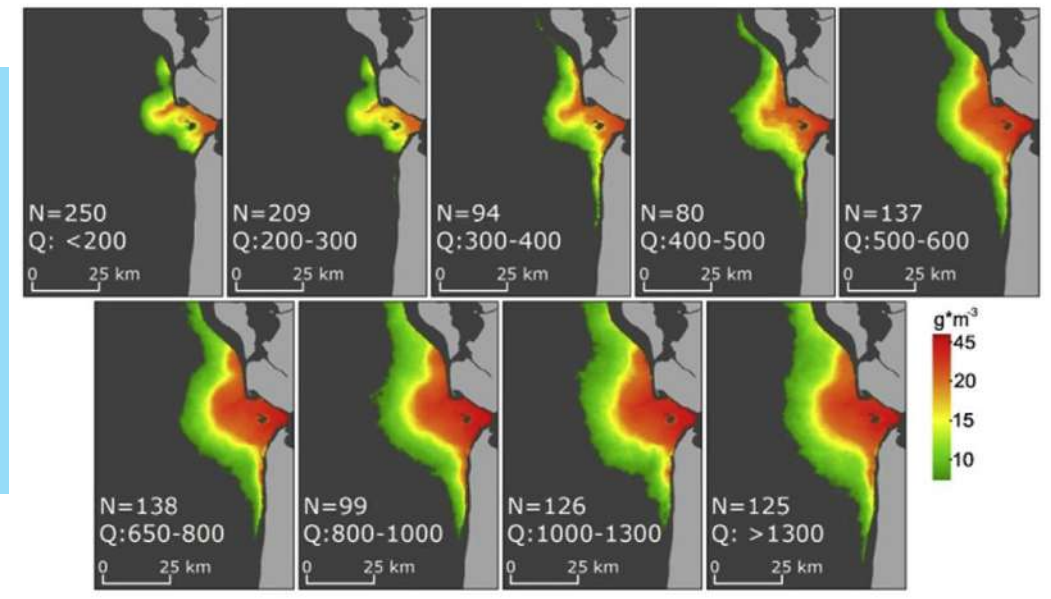 N=250
Q: <200
0 25 km
N=209
Q:200-300
0 25 km
N=94
Q:300-400
0 25 km
N=80
Q:400-500
0 25 km
N=137
Q:500-600
0 25 km
N=138
Q:650-800
0 25 km
N=99
Q:800-1000
0 25 km
N=126
Q:1000-1300
0 25 km
N=125
Q: >1300
0 25 km
g*m⁻³
45
20
15
10